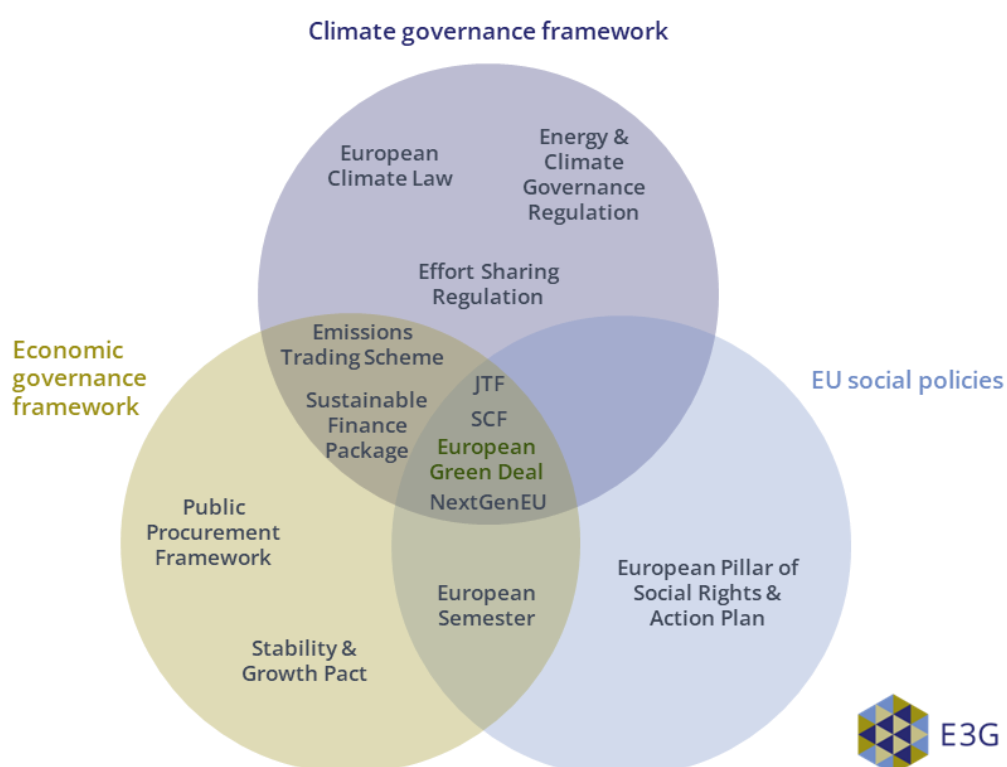 Climate governance framework
European
Climate Law
Energy &
Climate
Governance
Regulation
Effort Sharing
Regulation
Economic
governance
framework
Emissions
Trading Scheme
Sustainable
Finance
Package
JTF
SCF
European
Green Deal
NextGenEU
EU social policies
Public
Procurement
Framework
European
Semester
European Pillar of
Social Rights &
Action Plan
Stability &
Growth Pact
E3G